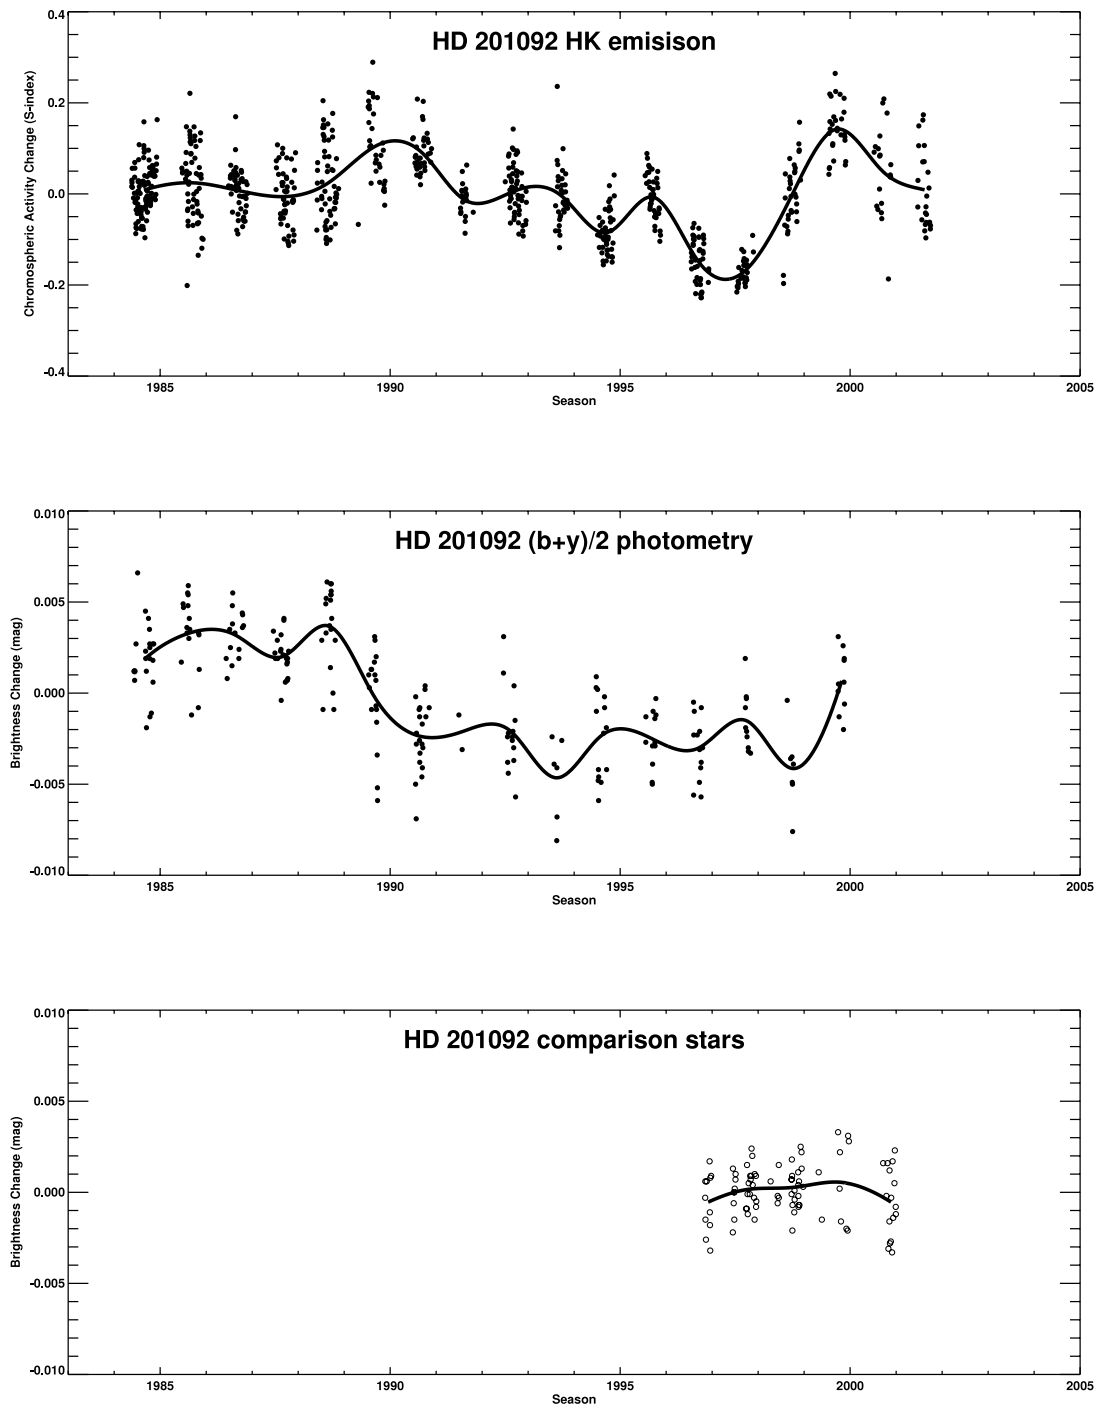 HD 201092 HK emisison
Chromospheric Activity Change (S-index)
0.4
0.2
0.0
-0.2
-0.4
1985 1990 1995 2000 2005
Season
HD 201092 (b+y)/2 photometry
Brightness Change (mag)
0.010
0.005
0.000
-0.005
-0.010
1985 1990 1995 2000 2005
Season
HD 201092 comparison stars
Brightness Change (mag)
0.010
0.005
0.000
-0.005
-0.010
1985 1990 1995 2000 2005
Season